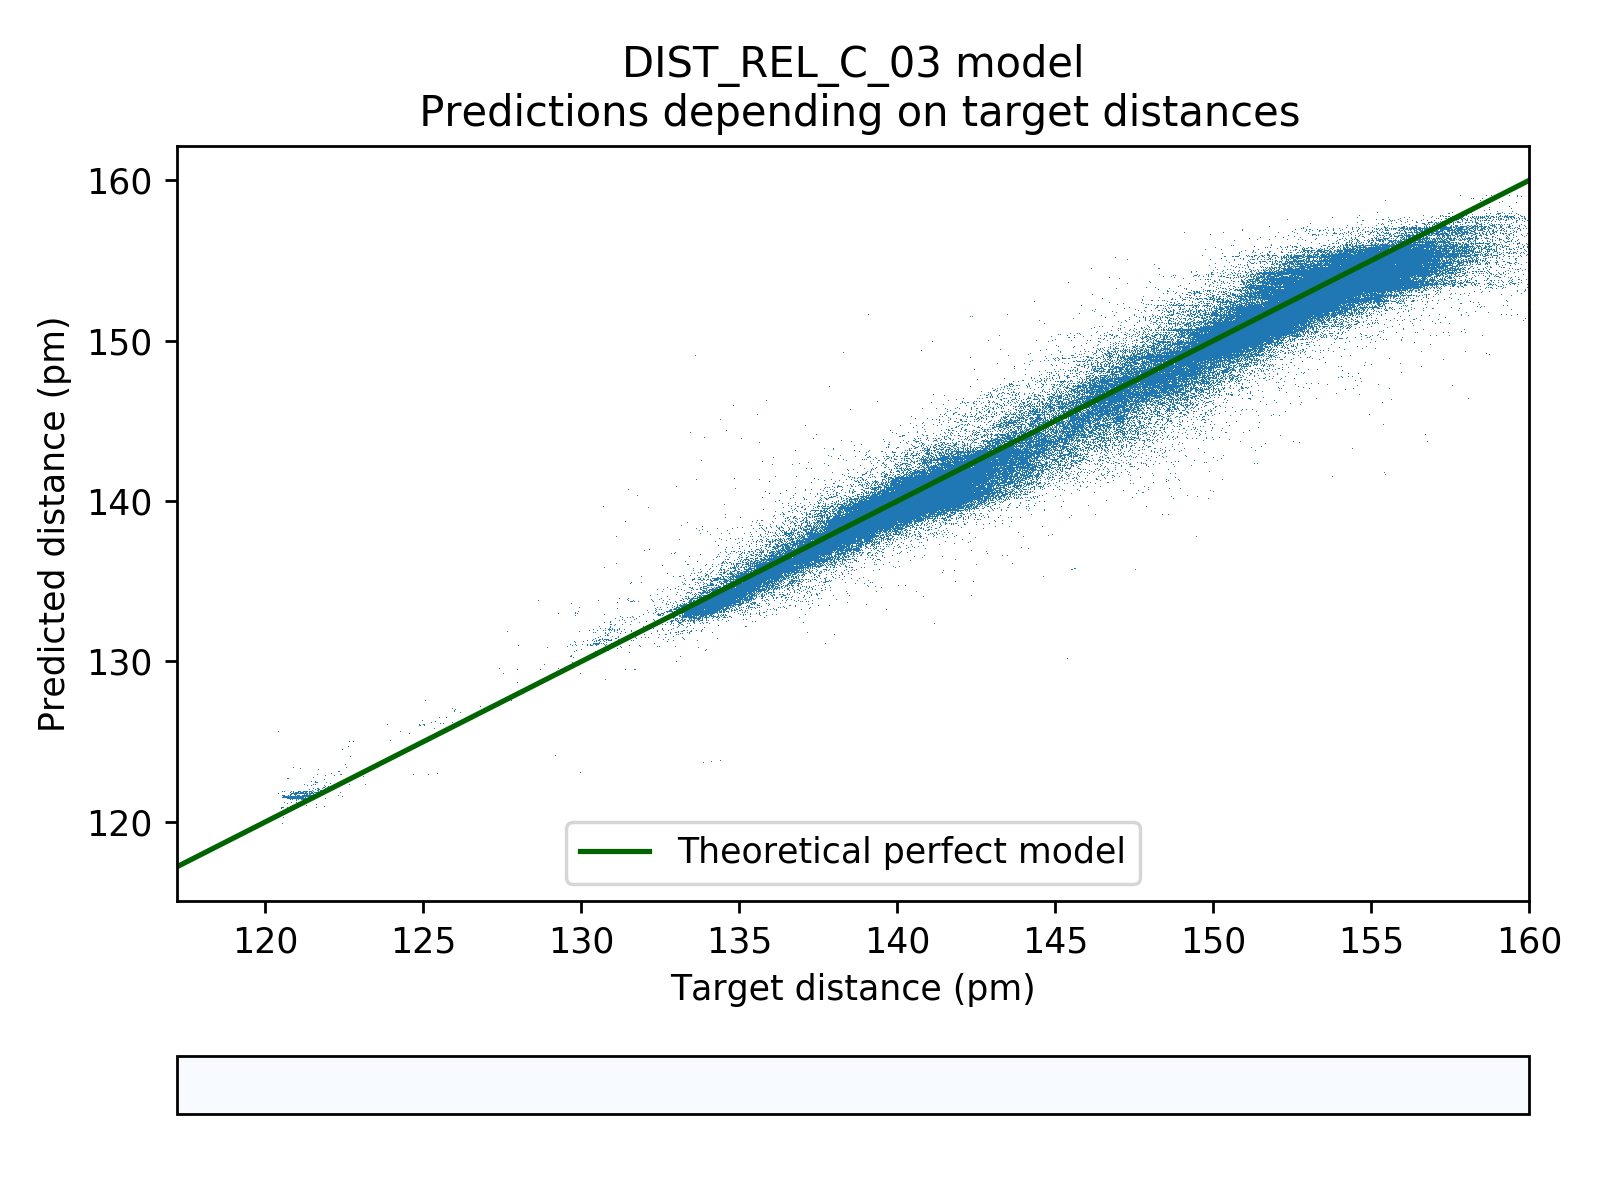 DIST_REL_C_03 model
Predictions depending on target distances
160
150
140
130
120
Predicted distance (pm)
Theoretical perfect model
120 125 130 135 140 145 150 155 160
Target distance (pm)